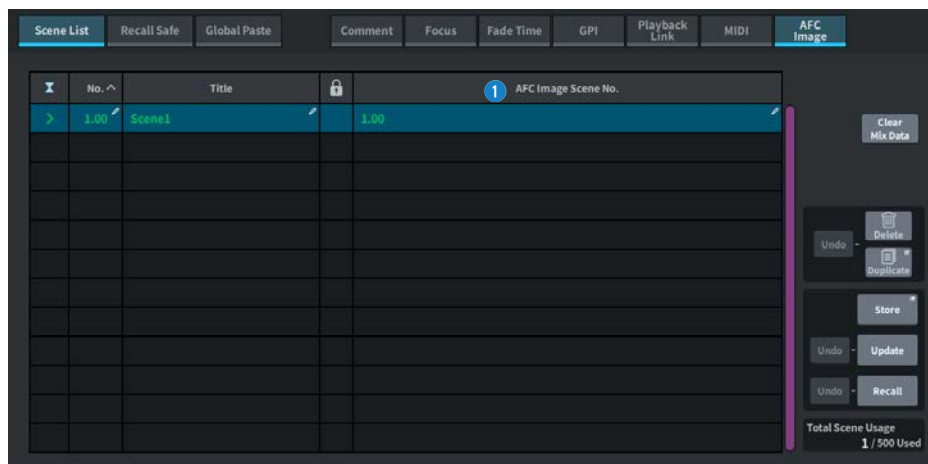 Scene List Recall Safe Global Paste Comment Focus Fade Time GPI Playback Link MIDI AFC Image
No. Title 1 AFC Image Scene No.
1.00 Scene1 1.00
Clear
Mix Data
Delete
Undo -
Duplicate
Store
Undo - Update
Undo - Recall
Total Scene Usage
1 / 500 Used